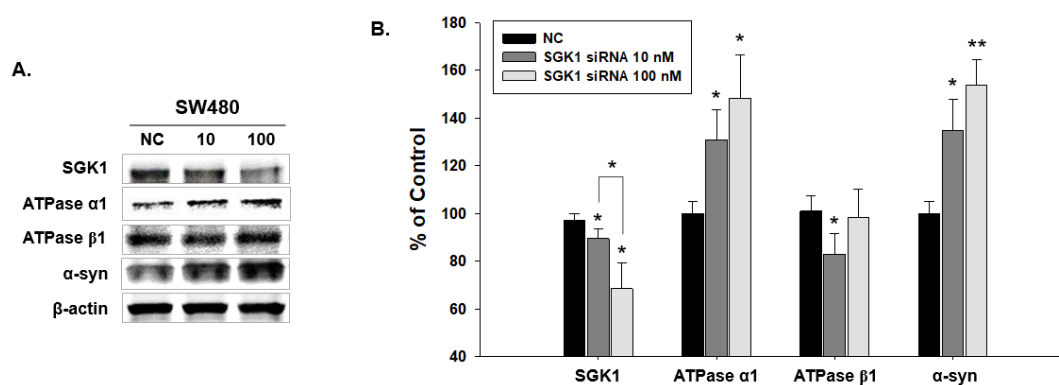 A.
SW480
NC 10 100
SGK1
ATPase α1
ATPase β1
α-syn
β-actin
B.
% of Control
180
160
140
120
100
80
60
40
NC
SGK1 siRNA 10 nM
SGK1 siRNA 100 nM
*
*
*
*
*
*
*
**
SGK1 ATPase α1 ATPase β1 α-syn